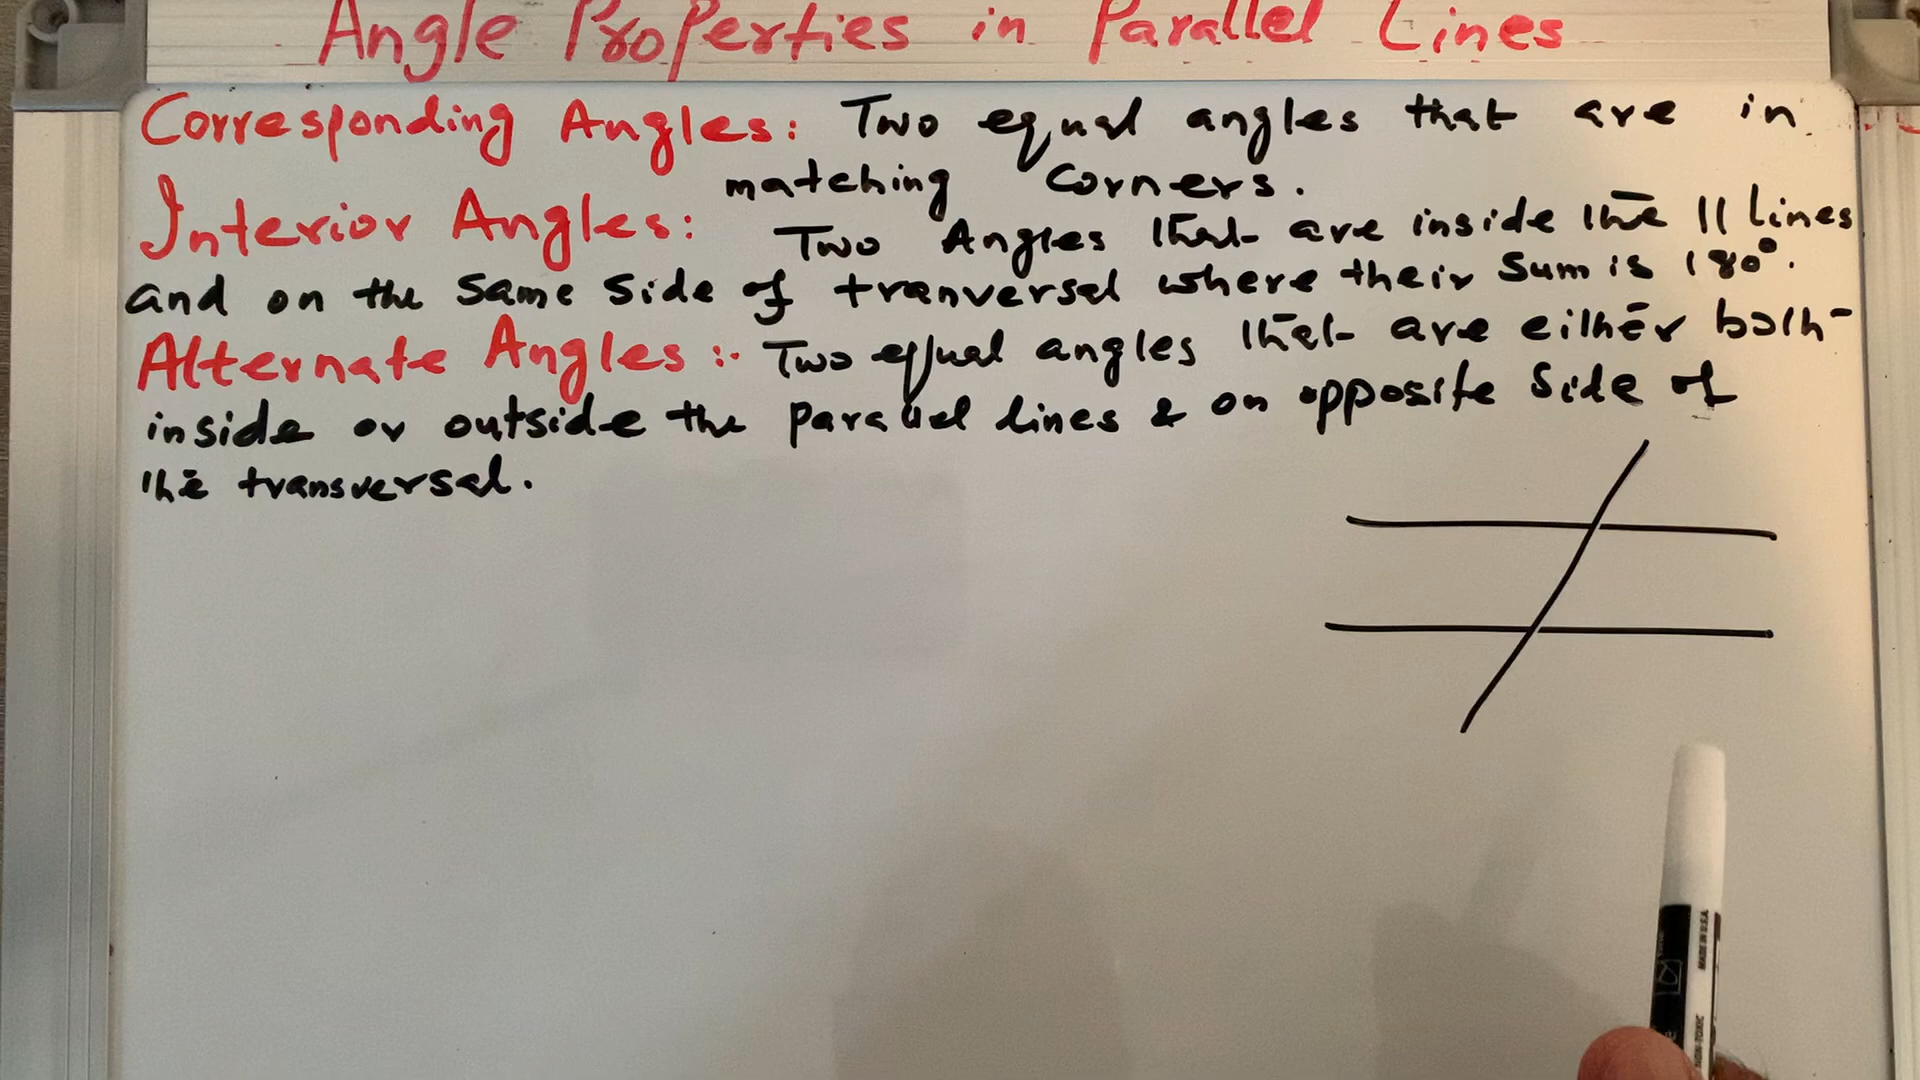 Angle Properties in Parallel Lines
Corresponding Angles: Two equal angles that are in
matching corners.
Interior Angles: Two Angles that are inside the || lines
and on the same side of tranversal where their sum is 180°.
Alternate Angles :- Two equal angles that are either both
inside or outside the parallel lines & on opposite side of
the transversal.
MADE IN U.S.A.